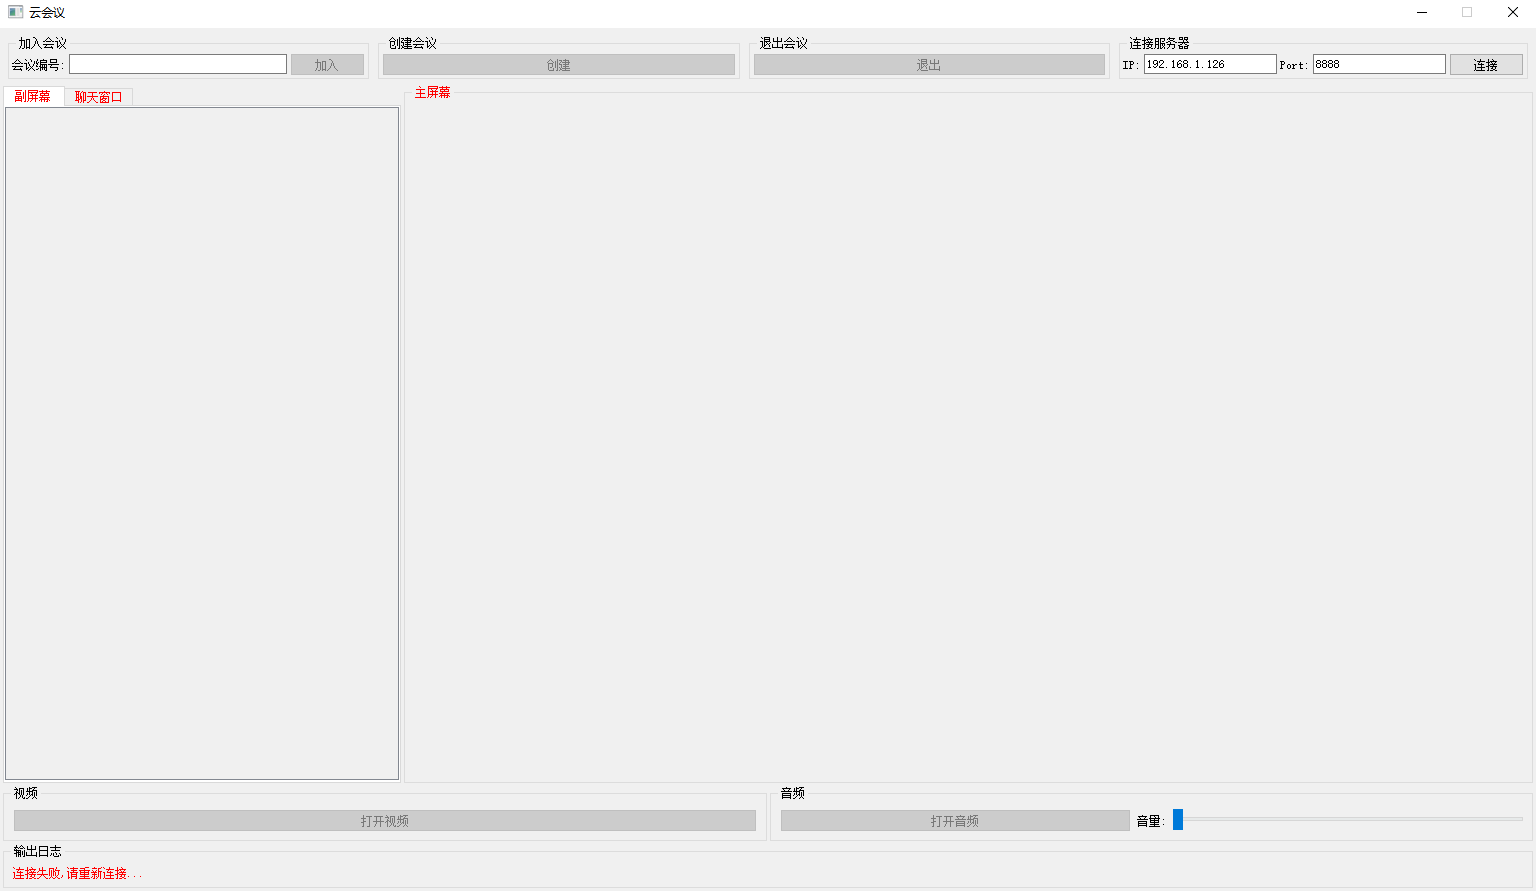 云会议
加入会议
会议编号:
加入
创建会议
创建
退出会议
退出
连接服务器
IP: 192.168.1.126 Port: 8888 连接
副屏幕 聊天窗口
主屏幕
视频
打开视频
音频
打开音频 音量:
输出日志
连接失败,请重新连接...